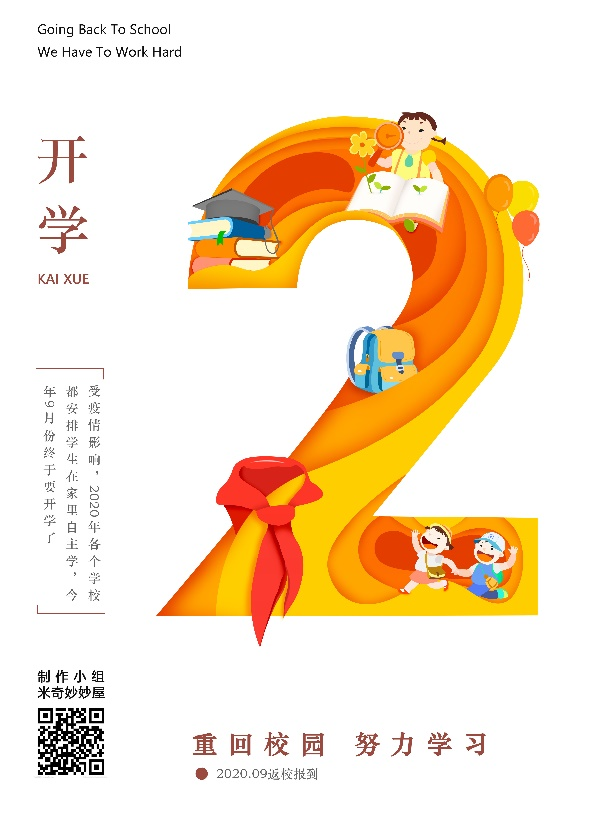 Going Back To School
We Have To Work Hard
开
学
KAI XUE
受疫情影响，2020年各个学校
都安排学生在家里自主学，今
年9月份终于要开学了
制作小组
米奇妙妙屋
重回校园 努力学习
2020.09返校报到